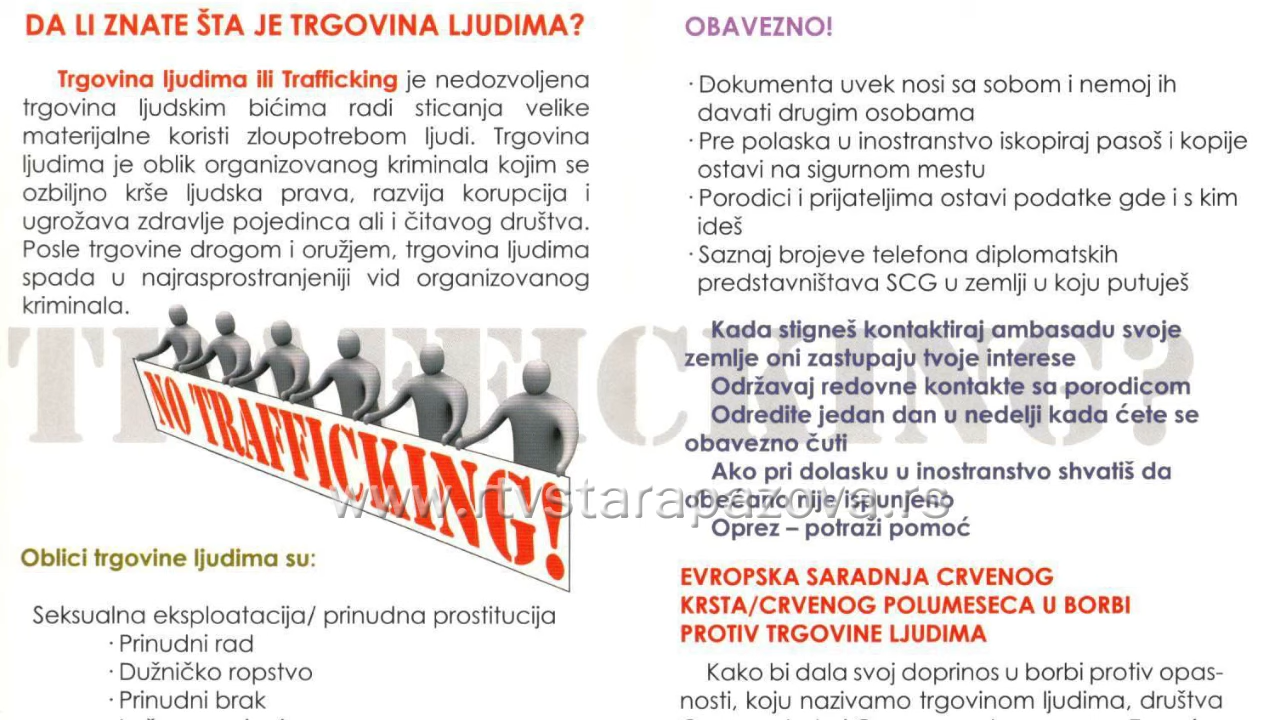 DA LI ZNATE ŠTA JE TRGOVINA LJUDIMA?
Trgovina ljudima ili Trafficking je nedozvoljena
trgovina ljudskim bićima radi sticanja velike
materijalne koristi zloupotrebom ljudi. Trgovina
ljudima je oblik organizovanog kriminala kojim se
ozbiljno krše ljudska prava, razvija korupcija i
ugrožava zdravlje pojedinca ali i čitavog društva.
Posle trgovine drogom i oružjem, trgovina ljudima
spada u najrasprostranjeniji vid organizovanog
kriminala.
TRAFFICKING?
NO TRAFFICKING!
Oblici trgovine ljudima su:
Seksualna eksploatacija/ prinudna prostitucija
· Prinudni rad
· Dužničko ropstvo
· Prinudni brak
OBAVEZNO!
· Dokumenta uvek nosi sa sobom i nemoj ih
davati drugim osobama
· Pre polaska u inostranstvo iskopiraj pasoš i kopije
ostavi na sigurnom mestu
· Porodici i prijateljima ostavi podatke gde i s kim
ideš
· Saznaj brojeve telefona diplomatskih
predstavništava SCG u zemlji u koju putuješ
Kada stigneš kontaktiraj ambasadu svoje
zemlje oni zastupaju tvoje interese
Održavaj redovne kontakte sa porodicom
Odredite jedan dan u nedelji kada ćete se
obavezno čuti
Ako pri dolasku u inostranstvo shvatiš da
obećano nije ispunjeno
Oprez – potraži pomoć
www.rtvstarapazova.rs
EVROPSKA SARADNJA CRVENOG
KRSTA/CRVENOG POLUMESECA U BORBI
PROTIV TRGOVINE LJUDIMA
Kako bi dala svoj doprinos u borbi protiv opas-
nosti, koju nazivamo trgovinom ljudima, društva